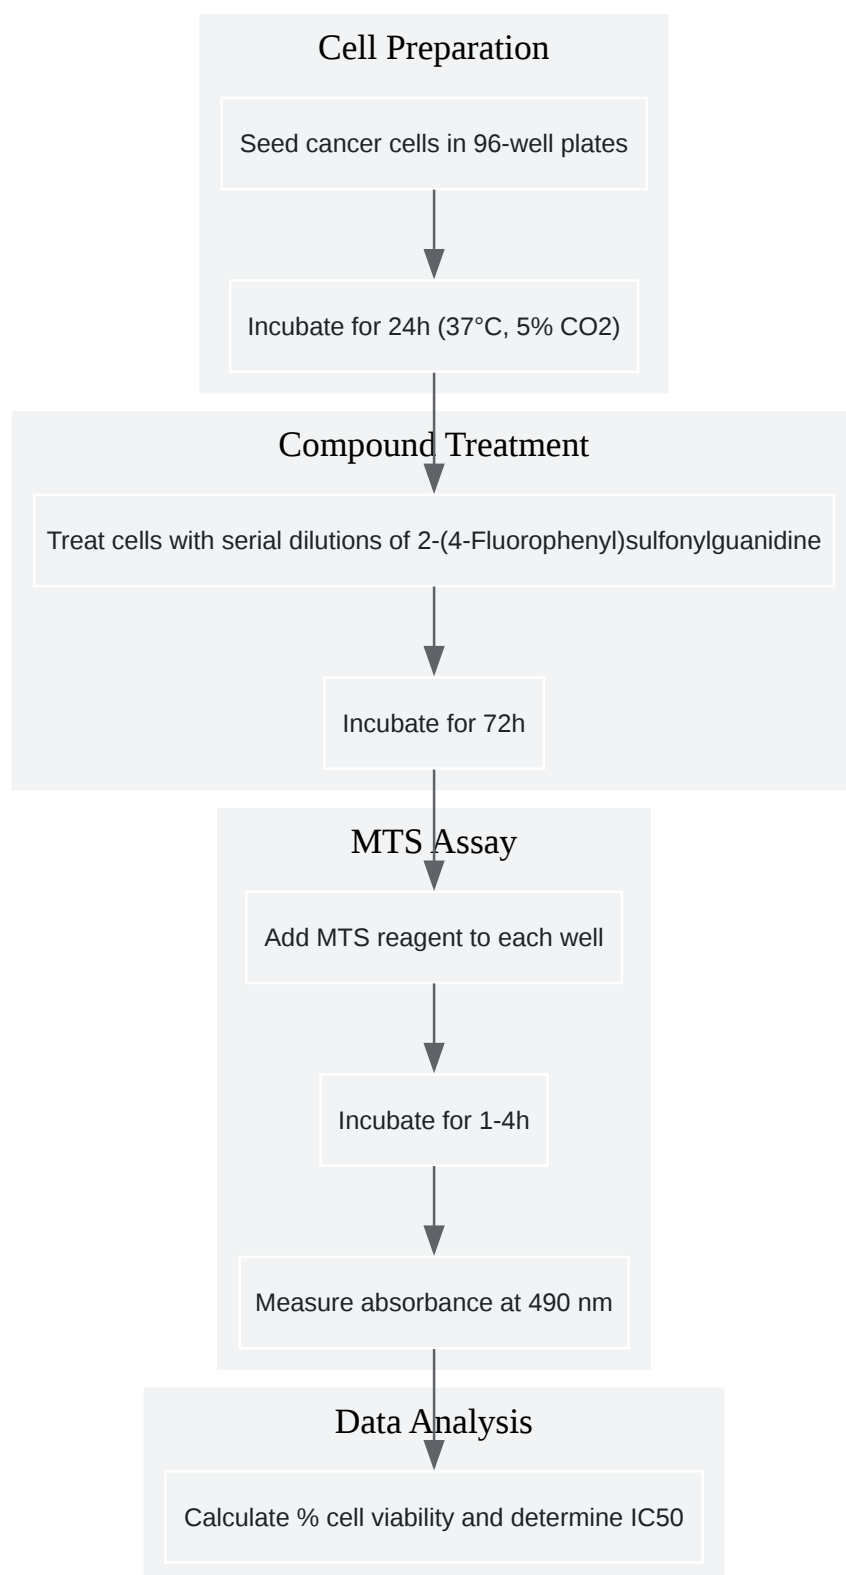 Cell Preparation
Seed cancer cells in 96-well plates
Incubate for 24h (37°C, 5% CO2)
Compound Treatment
Treat cells with serial dilutions of 2-(4-Fluorophenyl)sulfonylguanidine
Incubate for 72h
MTS Assay
Add MTS reagent to each well
Incubate for 1-4h
Measure absorbance at 490 nm
Data Analysis
Calculate % cell viability and determine IC50